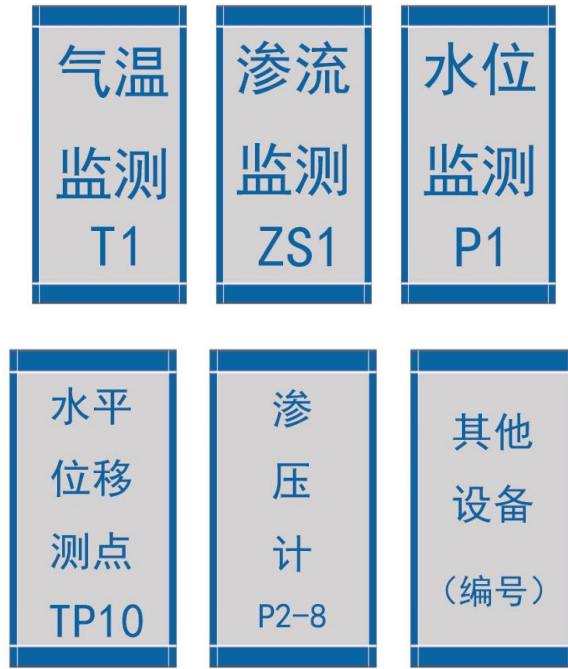 气温
监测
T1
渗流
监测
ZS1
水位
监测
P1
水平
位移
测点
TP10
渗
压
计
P2-8
其他
设备
（编号）